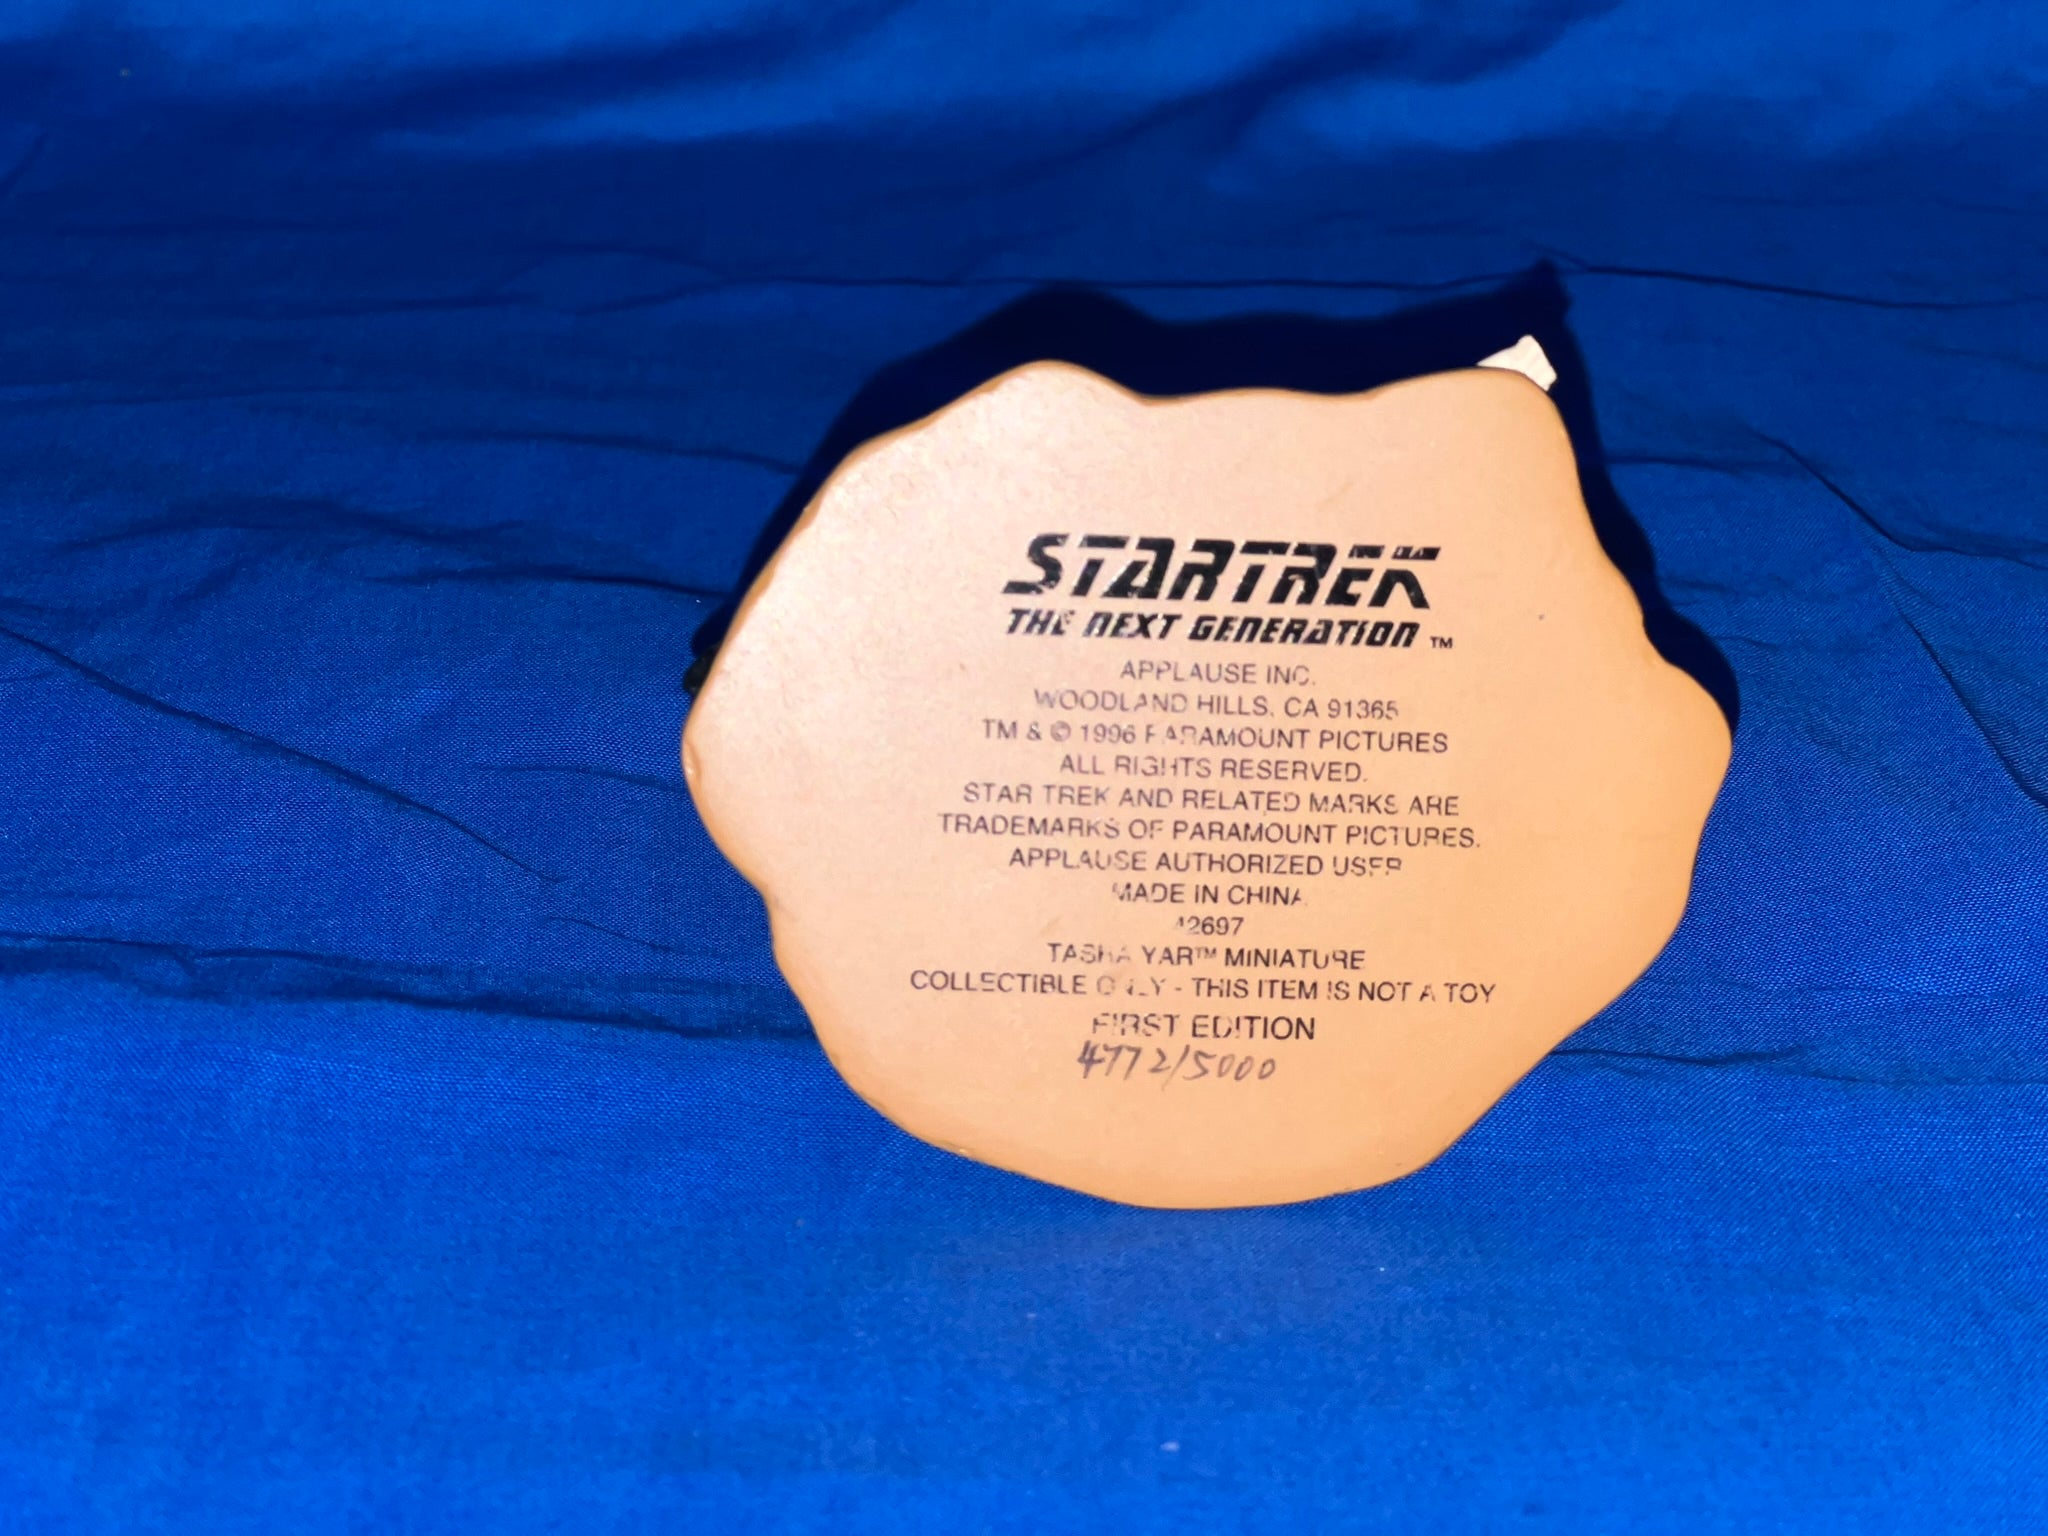 STAR TREK
THE NEXT GENERATION ™
APPLAUSE INC.
WOODLAND HILLS, CA 91365
TM & © 1996 PARAMOUNT PICTURES
ALL RIGHTS RESERVED.
STAR TREK AND RELATED MARKS ARE
TRADEMARKS OF PARAMOUNT PICTURES.
APPLAUSE AUTHORIZED USER
MADE IN CHINA
42697
TASHA YAR™ MINIATURE
COLLECTIBLE ONLY - THIS ITEM IS NOT A TOY
FIRST EDITION
4772/5000